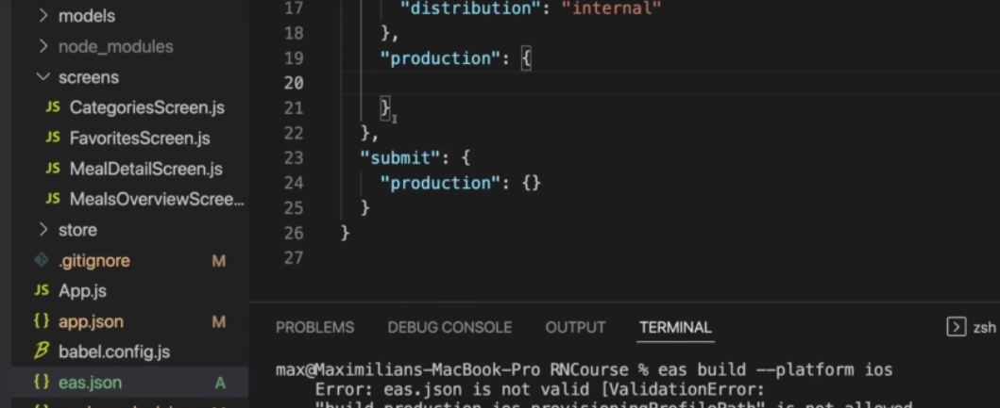 models
node_modules
screens
JS CategoriesScreen.js
JS FavoritesScreen.js
JS MealDetailScreen.js
JS MealsOverviewScree...
store
.gitignore M
JS App.js
{} app.json M
babel.config.js
{} eas.json A
17 "distribution": "internal"
18 },
19 "production": {
20
21 }
22 },
23 "submit": {
24 "production": {}
25 }
26 }
27
PROBLEMS DEBUG CONSOLE OUTPUT TERMINAL zsh
max@Maximilians-MacBook-Pro RNCourse % eas build --platform ios
Error: eas.json is not valid [ValidationError:
"build.production.ios.provisioningProfilePath" is not allowed